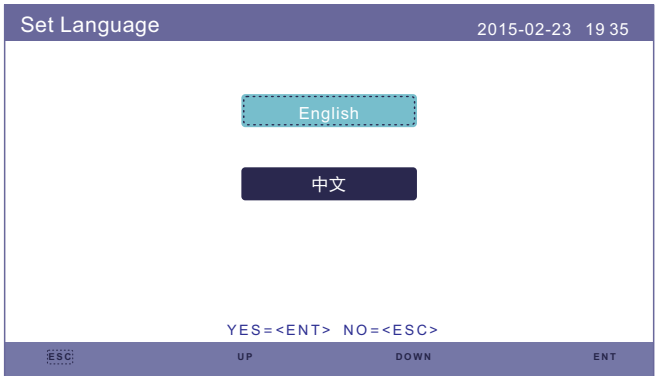 Set Language 2015-02-23 19 35
English
中文
YES=<ENT> NO=<ESC>
ESC UP DOWN ENT